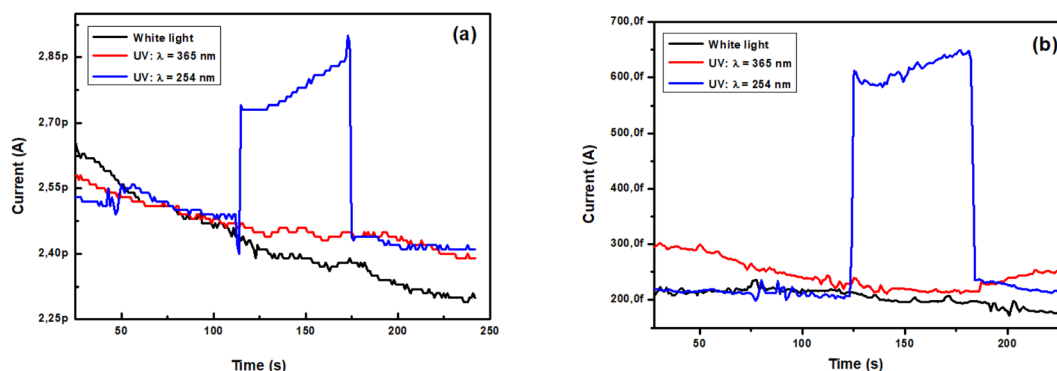 (a)
White light
UV: λ = 365 nm
UV: λ = 254 nm
2,85p
2,70p
2,55p
2,40p
2,25p
Current (A)
50
100
150
200
250
Time (s)
(b)
White light
UV: λ = 365 nm
UV: λ = 254 nm
700,0f
600,0f
500,0f
400,0f
300,0f
200,0f
Current (A)
50
100
150
200
Time (s)